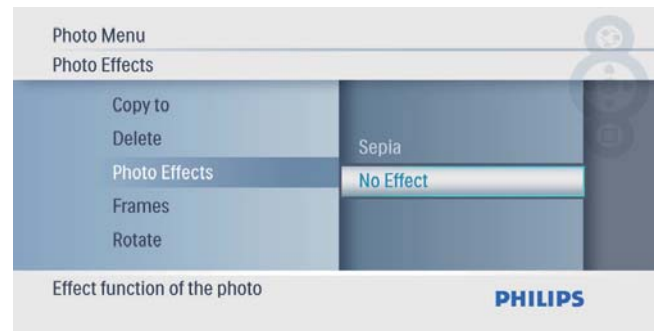 Photo Menu
Photo Effects
Copy to
Delete
Photo Effects
Frames
Rotate
Sepia
No Effect
Effect function of the photo
PHILIPS